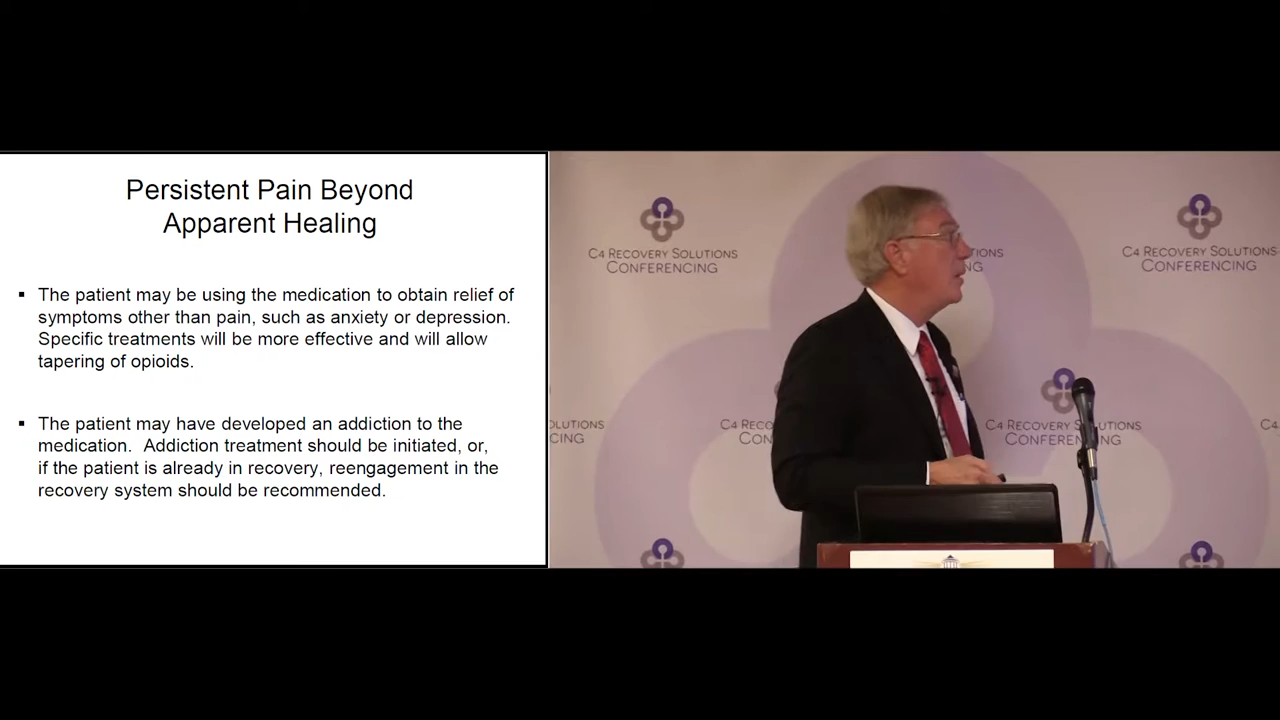 Persistent Pain Beyond
Apparent Healing
▪ The patient may be using the medication to obtain relief of
symptoms other than pain, such as anxiety or depression.
Specific treatments will be more effective and will allow
tapering of opioids.
▪ The patient may have developed an addiction to the
medication. Addiction treatment should be initiated, or,
if the patient is already in recovery, reengagement in the
recovery system should be recommended.
C4 RECOVERY SOLUTIONS
CONFERENCING
C4 RECOVERY SOLUTIONS
CONFERENCING
C4 RECOVERY SOLUTIONS
CONFERENCING